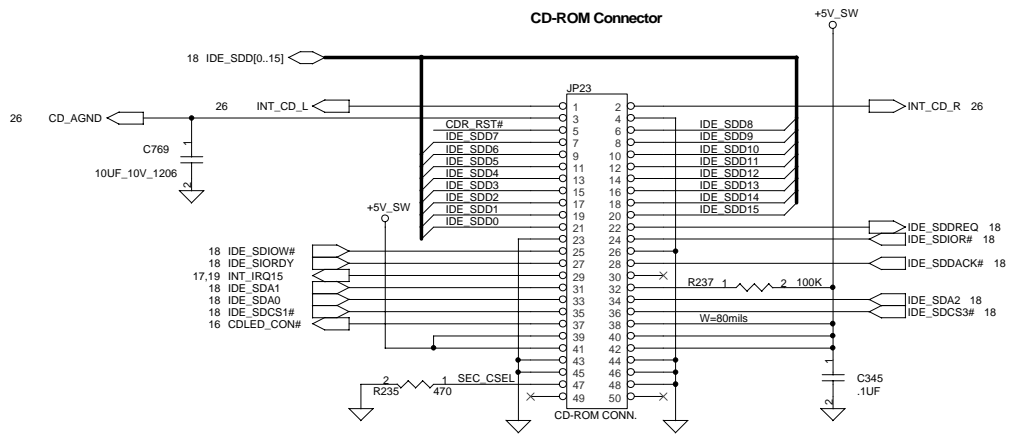 CD-ROM Connector
+5V_SW
18 IDE_SDD[0..15]
JP23
26 INT_CD_L 1 2 INT_CD_R 26
26 CD_AGND 3 4
CDR_RST# 5 6 IDE_SDD8
IDE_SDD7 7 8 IDE_SDD9
IDE_SDD6 9 10 IDE_SDD10
IDE_SDD5 11 12 IDE_SDD11
IDE_SDD4 13 14 IDE_SDD12
IDE_SDD3 15 16 IDE_SDD13
IDE_SDD2 17 18 IDE_SDD14
IDE_SDD1 19 20 IDE_SDD15
IDE_SDD0 21 22 IDE_SDDREQ 18
1
C769
10UF_10V_1206
2
+5V_SW
23 24 IDE_SDIOR# 18
18 IDE_SDIOW# 25 26
18 IDE_SIORDY 27 28 IDE_SDDACK# 18
17,19 INT_IRQ15 29 30
18 IDE_SDA1 31 32 R237 1 2 100K
18 IDE_SDA0 33 34 IDE_SDA2 18
18 IDE_SDCS1# 35 36 IDE_SDCS3# 18
16 CDLED_CON# 37 38 W=80mils
39 40
41 42
43 44
45 46
R235 2 1 470 SEC_CSEL 47 48
49 50
CD-ROM CONN.
1
C345
.1UF
2